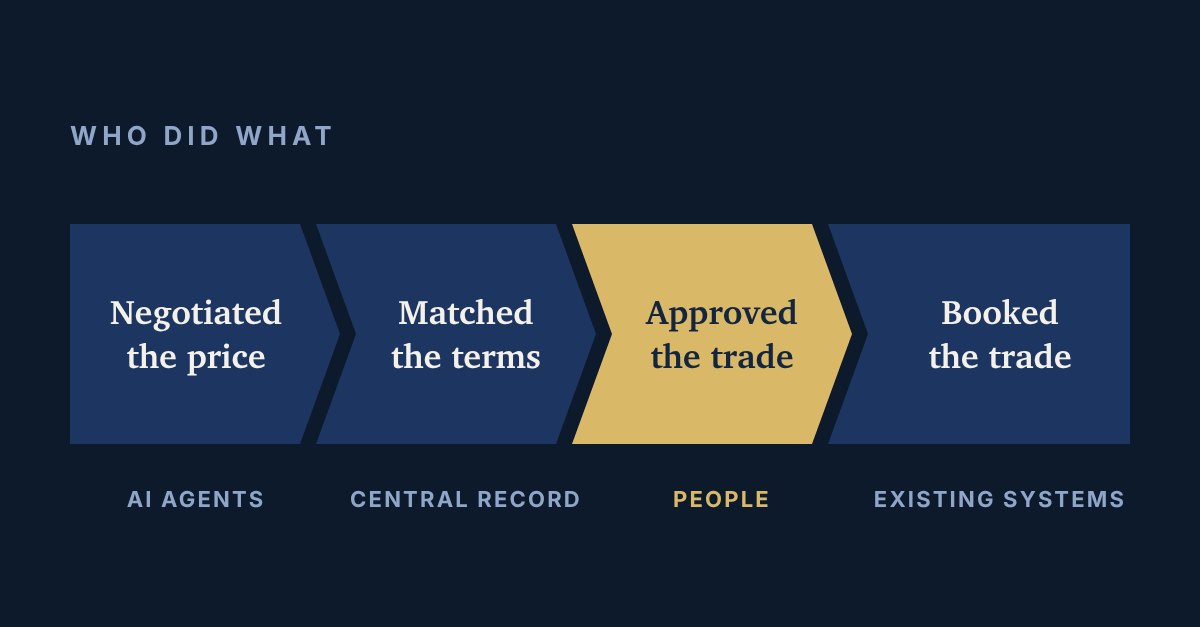 WHO DID WHAT
Negotiated
the price
Matched
the terms
Approved
the trade
Booked
the trade
AI AGENTS
CENTRAL RECORD
PEOPLE
EXISTING SYSTEMS